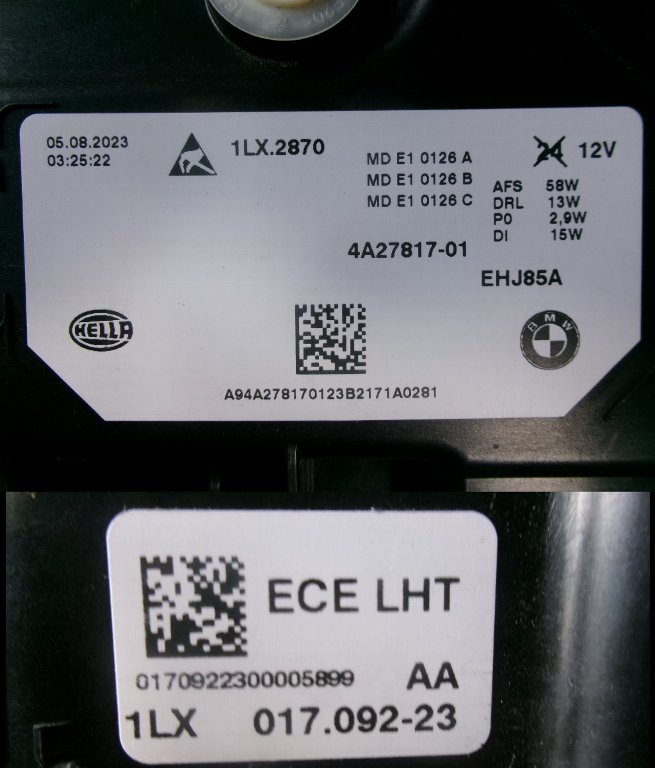 05.08.2023
03:25:22
1LX.2870
MD E1 0126 A
MD E1 0126 B
MD E1 0126 C
24 12V
AFS 58W
DRL 13W
P0 2,9W
DI 15W
4A27817-01
EHJ85A
HELLA
BMW
A94A278170123B2171A0281
ECE LHT
0170922300005899
AA
1LX 017.092-23